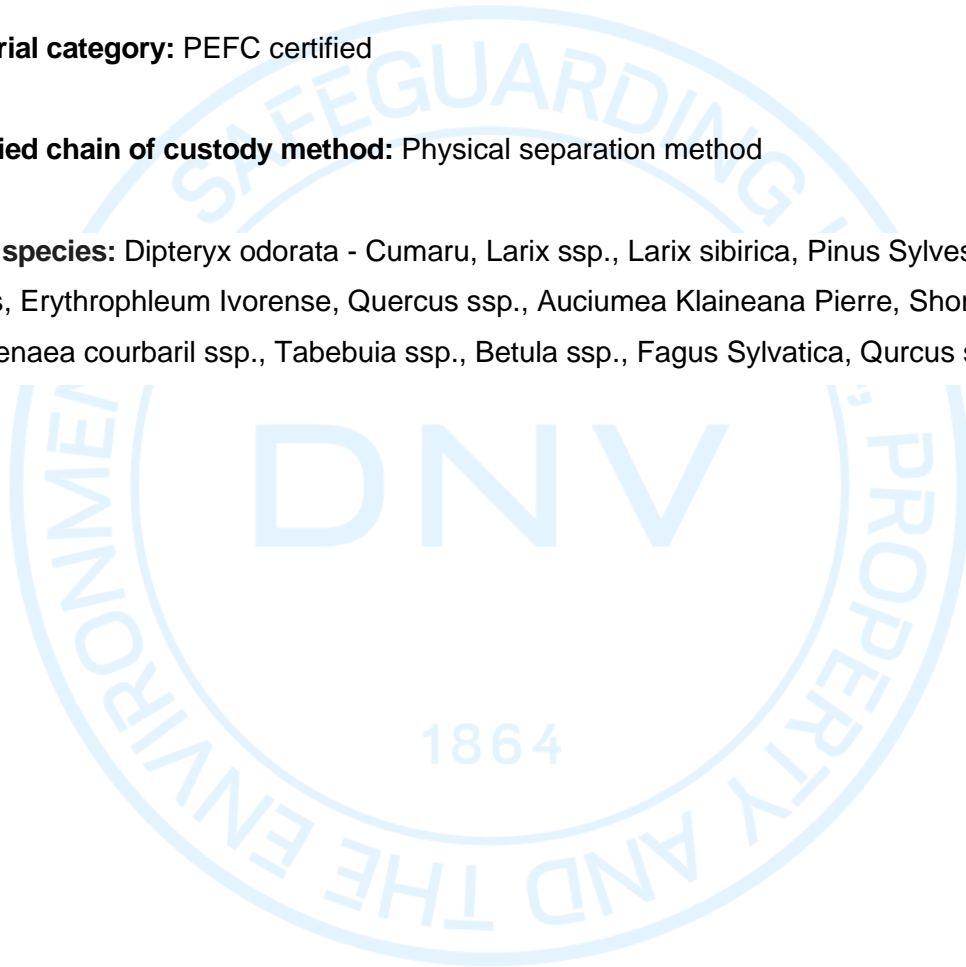 rial category: PEFC certified
ied chain of custody method: Physical separation method
species: Dipteryx odorata - Cumaru, Larix ssp., Larix sibirica, Pinus Sylves
s, Erythrophleum Ivorense, Quercus ssp., Auciumea Klaineana Pierre, Shor
enaea courbaril ssp., Tabebuia ssp., Betula ssp., Fagus Sylvatica, Qurcus s
SAFEGUARDING L
, PROPERTY AND THE ENVIRONMEN
DNV
1864